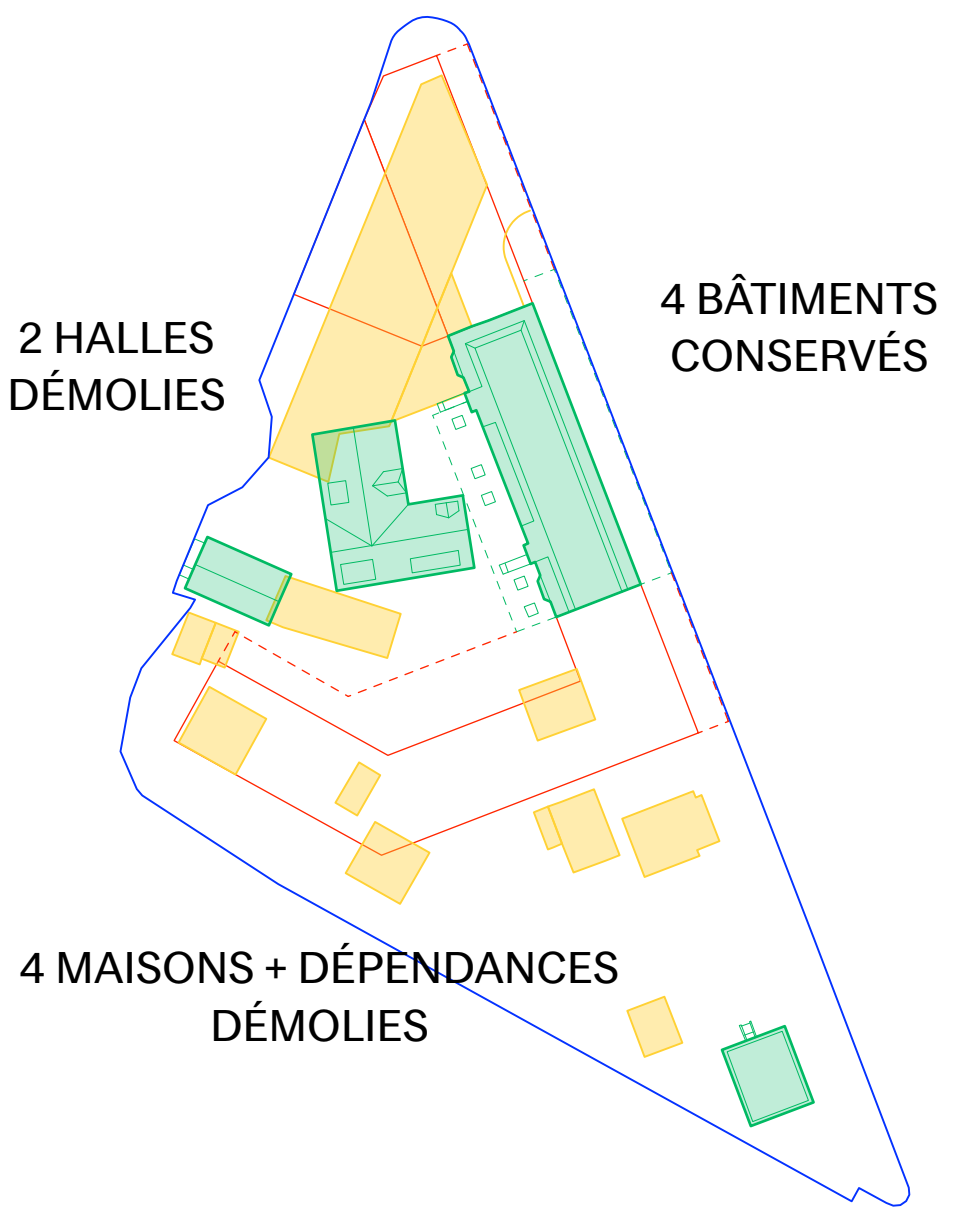 4 BÂTIMENTS
CONSERVÉS
2 HALLES
DÉMOLIES
4 MAISONS + DÉPENDANCES
DÉMOLIES